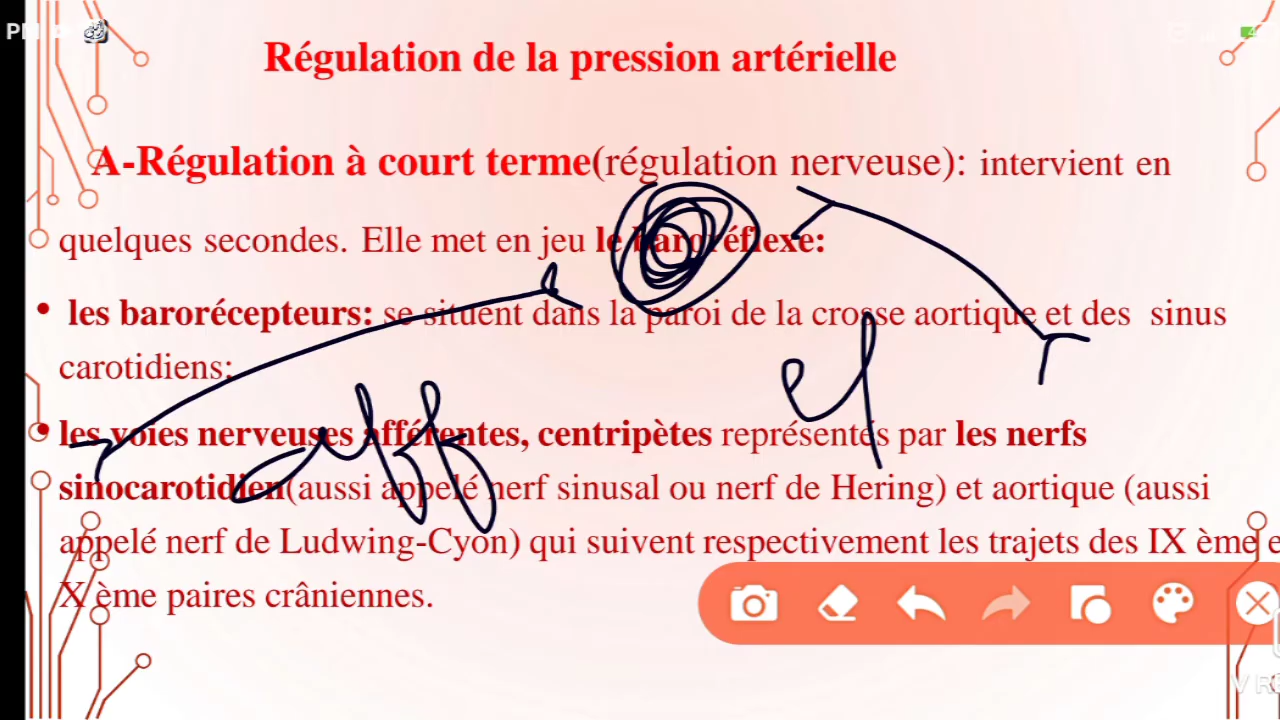 PM
Régulation de la pression artérielle
A-Régulation à court terme(régulation nerveuse): intervient en
quelques secondes. Elle met en jeu le baroréflexe:
• les barorécepteurs: se situent dans la paroi de la crosse aortique et des sinus
carotidiens;
• les voies nerveuses afférentes, centripètes représentés par les nerfs
sinocarotidien(aussi appelé nerf sinusal ou nerf de Hering) et aortique (aussi
appelé nerf de Ludwing-Cyon) qui suivent respectivement les trajets des IX ème
X ème paires crâniennes.
aff
ef